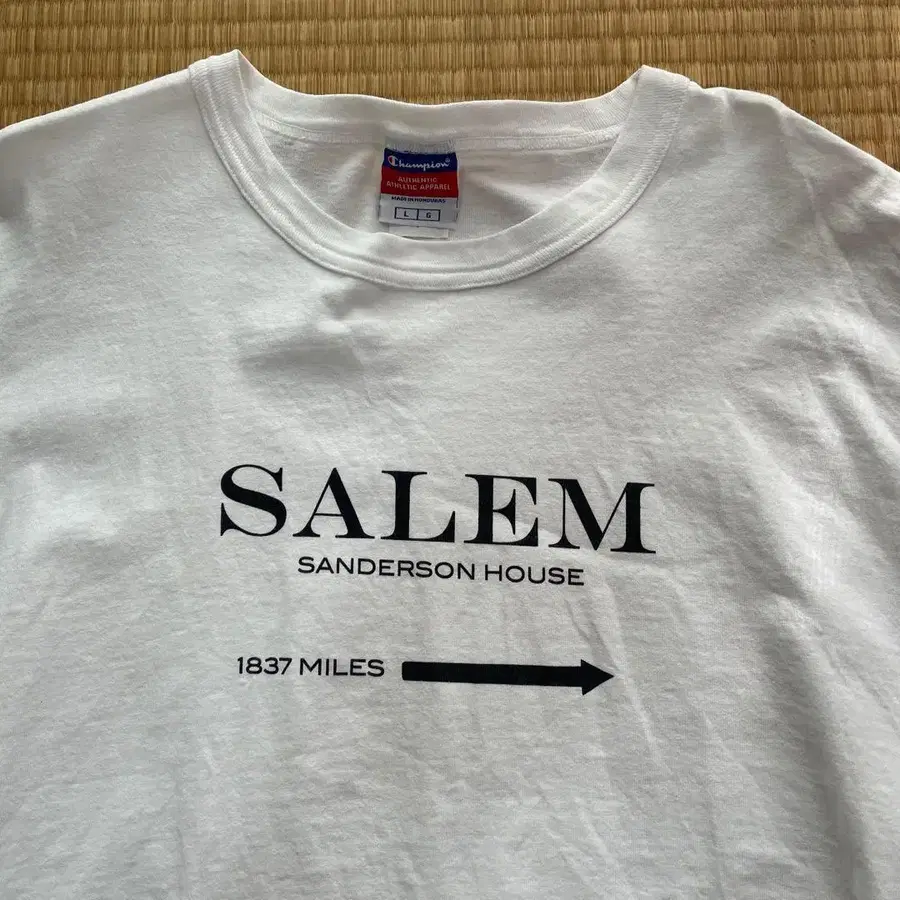 Champion
AUTHENTIC
ATHLETIC APPAREL
MADE IN HONDURAS
L G
SALEM
SANDERSON HOUSE
1837 MILES